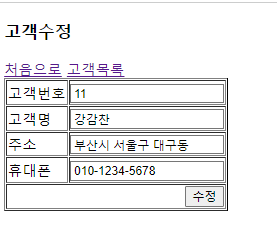 고객수정
처음으로 고객목록
고객번호 11
고객명 강감찬
주소 부산시 서울구 대구동
휴대폰 010-1234-5678
수정